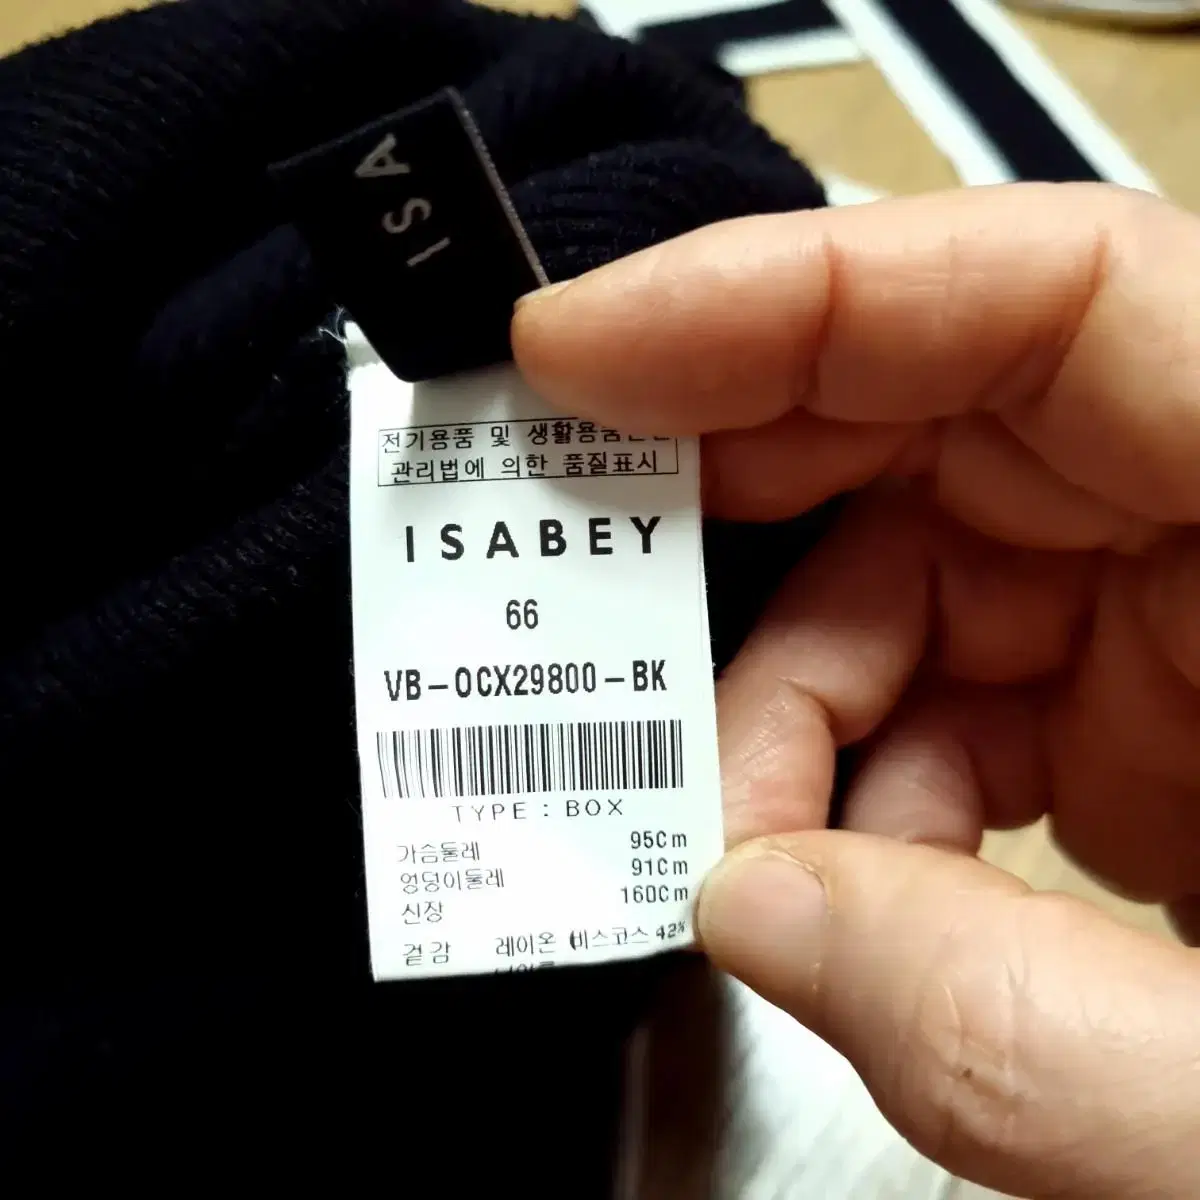 ISA
전기용품 및 생활용품안전
관리법에 의한 품질표시
ISABEY
66
VB-OCX29800-BK
TYPE : BOX
가슴둘레 95Cm
엉덩이둘레 91Cm
신장 160Cm
겉감 레이온 비스코스 42%